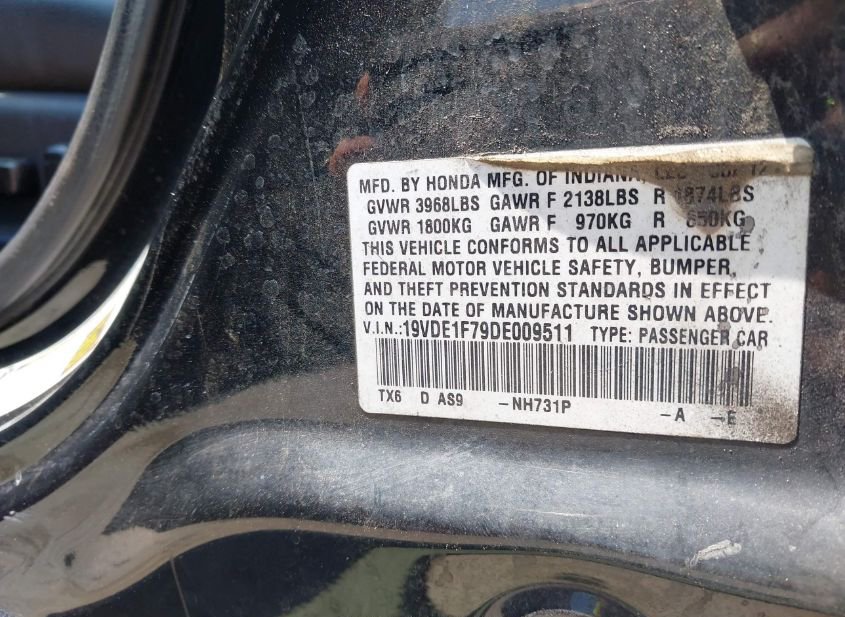 MFD. BY HONDA MFG. OF INDIANA,
GVWR 3968LBS GAWR F 2138LBS R 1874LBS
GVWR 1800KG GAWR F 970KG R 850KG
THIS VEHICLE CONFORMS TO ALL APPLICABLE
FEDERAL MOTOR VEHICLE SAFETY, BUMPER,
AND THEFT PREVENTION STANDARDS IN EFFECT
ON THE DATE OF MANUFACTURE SHOWN ABOVE.
V.I.N.:19VDE1F79DE009511 TYPE: PASSENGER CAR
TX6 D AS9 -NH731P -A -E